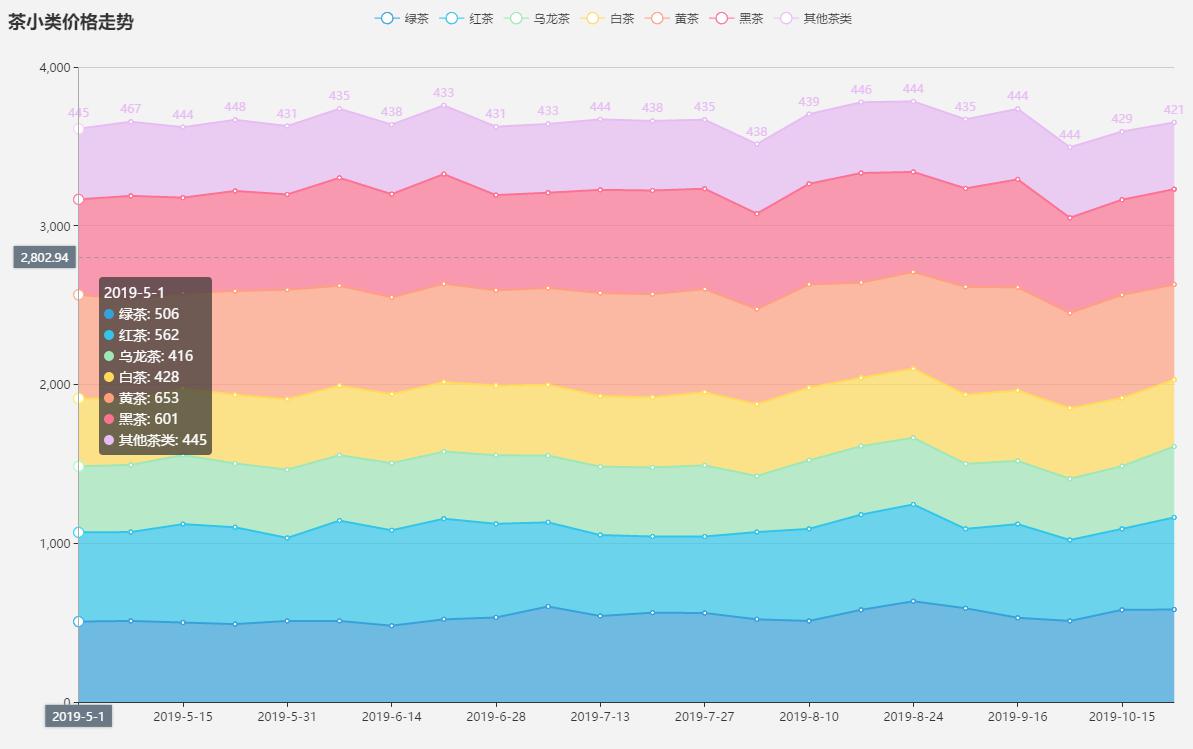 茶小类价格走势
绿茶 红茶 乌龙茶 白茶 黄茶 黑茶 其他茶类
4,000
445 467 444 448 431 435 438 433 431 433 444 438 435 438 439 446 444 435 444 444 429 421
3,000
2,802.94
2019-5-1
绿茶: 506
红茶: 562
乌龙茶: 416
白茶: 428
黄茶: 653
黑茶: 601
其他茶类: 445
2,000
1,000
0
2019-5-1 2019-5-15 2019-5-31 2019-6-14 2019-6-28 2019-7-13 2019-7-27 2019-8-10 2019-8-24 2019-9-16 2019-10-15